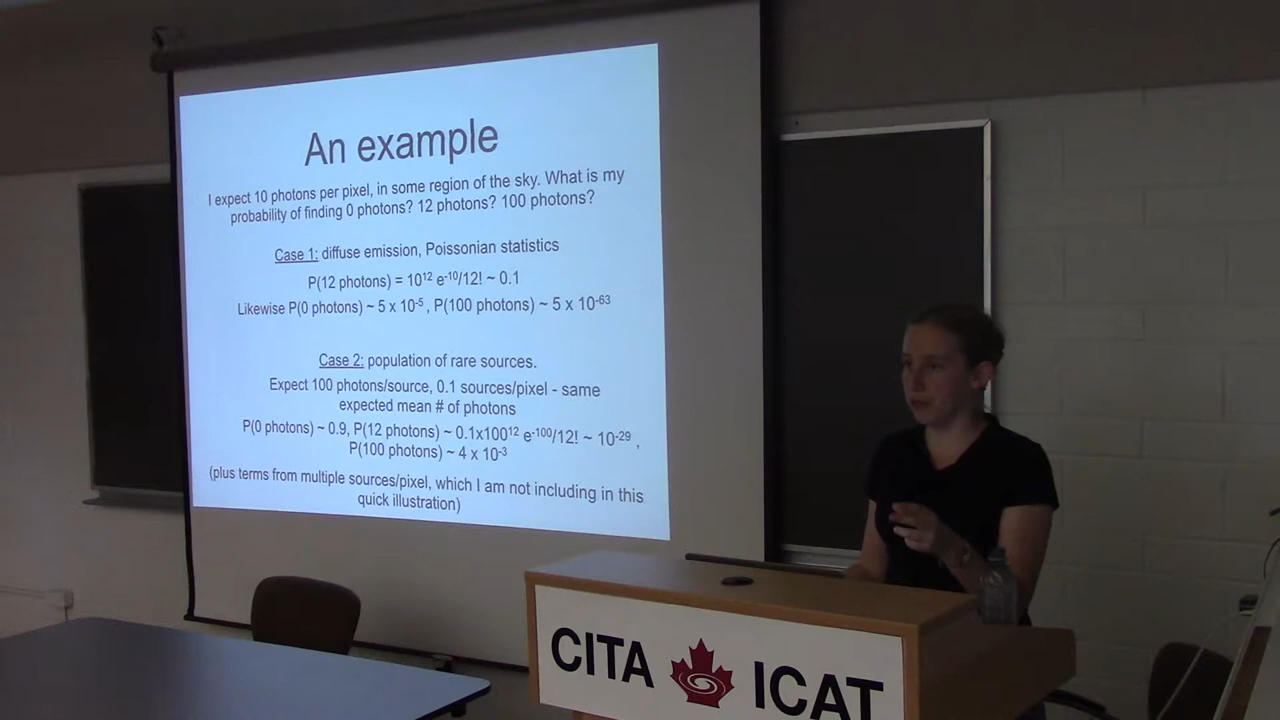 An example
I expect 10 photons per pixel, in some region of the sky. What is my
probability of finding 0 photons? 12 photons? 100 photons?
Case 1: diffuse emission, Poissonian statistics
P(12 photons) = 10¹² e⁻¹⁰/12! ~ 0.1
Likewise P(0 photons) ~ 5 x 10⁻⁵ , P(100 photons) ~ 5 x 10⁻⁶³
Case 2: population of rare sources.
Expect 100 photons/source, 0.1 sources/pixel - same
expected mean # of photons
P(0 photons) ~ 0.9, P(12 photons) ~ 0.1x100¹² e⁻¹⁰⁰/12! ~ 10⁻²⁹ ,
P(100 photons) ~ 4 x 10⁻³
(plus terms from multiple sources/pixel, which I am not including in this
quick illustration)
CITA ICAT